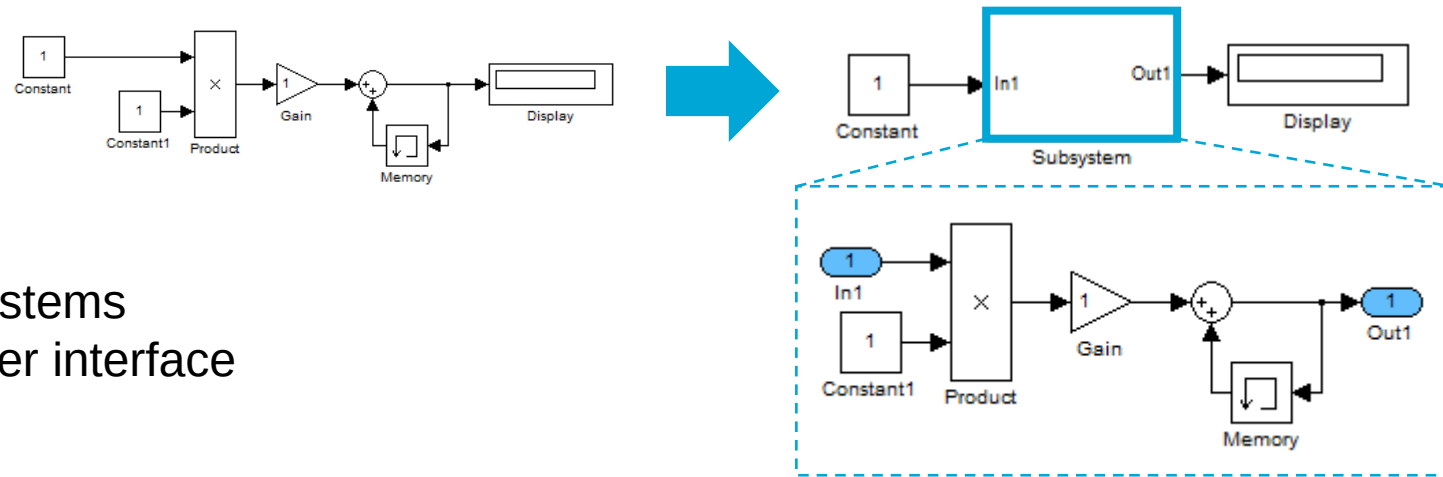 1
Constant
1
Constant1
×
Product
1
Gain
+
+
Memory
Display
stems
er interface
1
Constant
In1
Out1
Subsystem
Display
1
In1
1
Constant1
×
Product
1
Gain
+
+
Memory
1
Out1